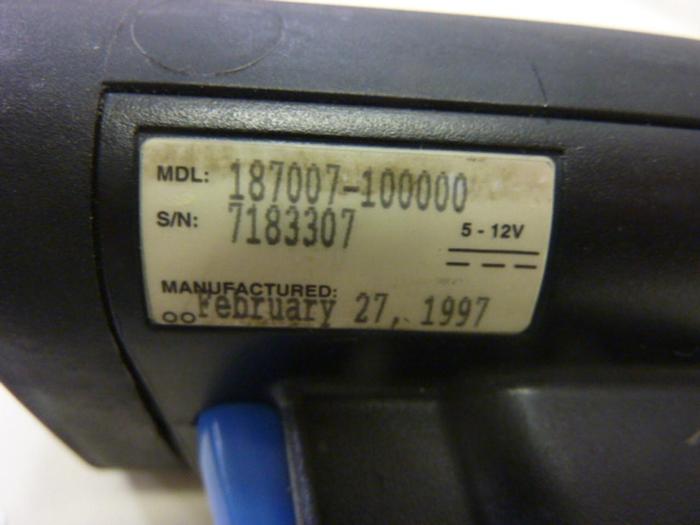 MDL: 187007-100000
S/N: 7183307
5 - 12V
MANUFACTURED:
February 27, 1997